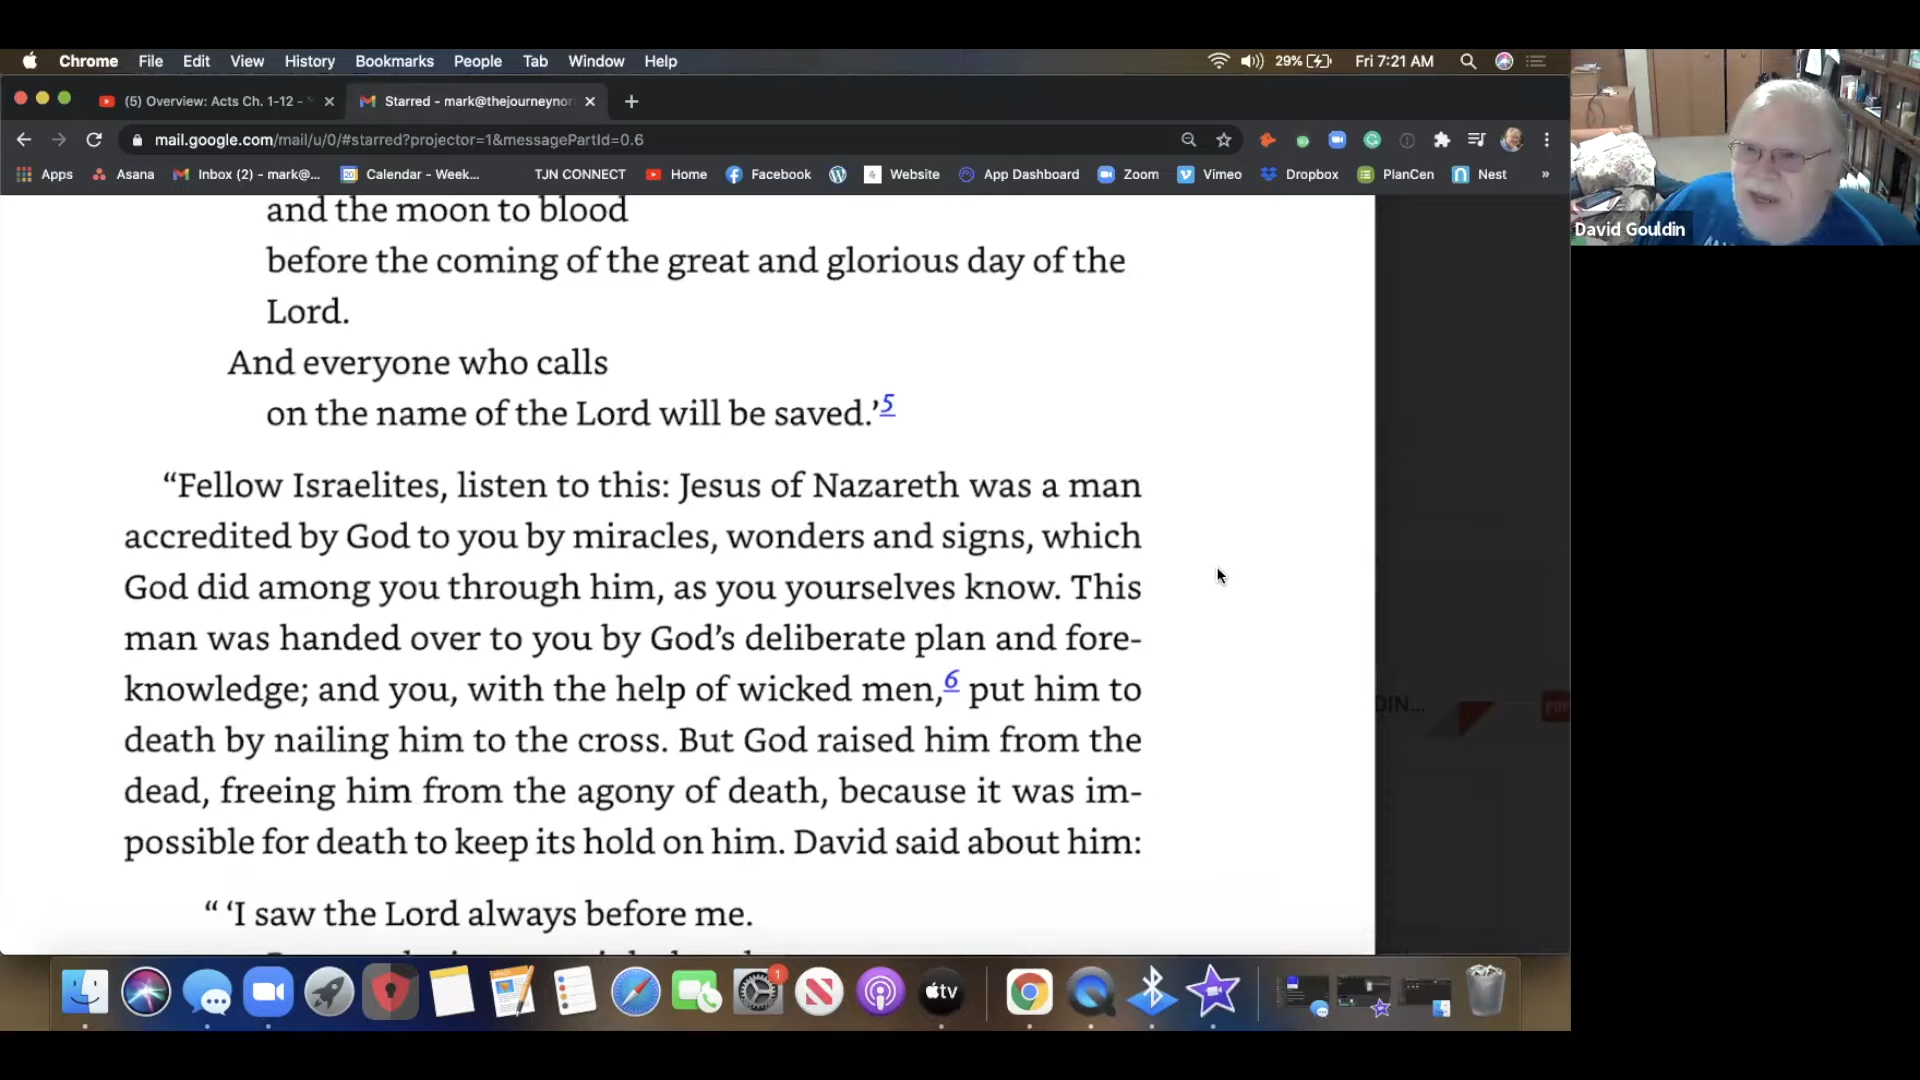 Chrome File Edit View History Bookmarks People Tab Window Help 29% Fri 7:21 AM
(5) Overview: Acts Ch. 1-12 - Starred - mark@thejourneynor
mail.google.com/mail/u/0/#starred?projector=1&messagePartId=0.6
Apps Asana Inbox (2) - mark@... 20 Calendar - Week... TJN CONNECT Home Facebook Website App Dashboard Zoom Vimeo Dropbox PlanCen Nest »
David Gouldin
and the moon to blood
before the coming of the great and glorious day of the
Lord.
And everyone who calls
on the name of the Lord will be saved.’5
“Fellow Israelites, listen to this: Jesus of Nazareth was a man
accredited by God to you by miracles, wonders and signs, which
God did among you through him, as you yourselves know. This
man was handed over to you by God’s deliberate plan and fore-
knowledge; and you, with the help of wicked men,6 put him to
death by nailing him to the cross. But God raised him from the
dead, freeing him from the agony of death, because it was im-
possible for death to keep its hold on him. David said about him:
“ ‘I saw the Lord always before me.
1
tv